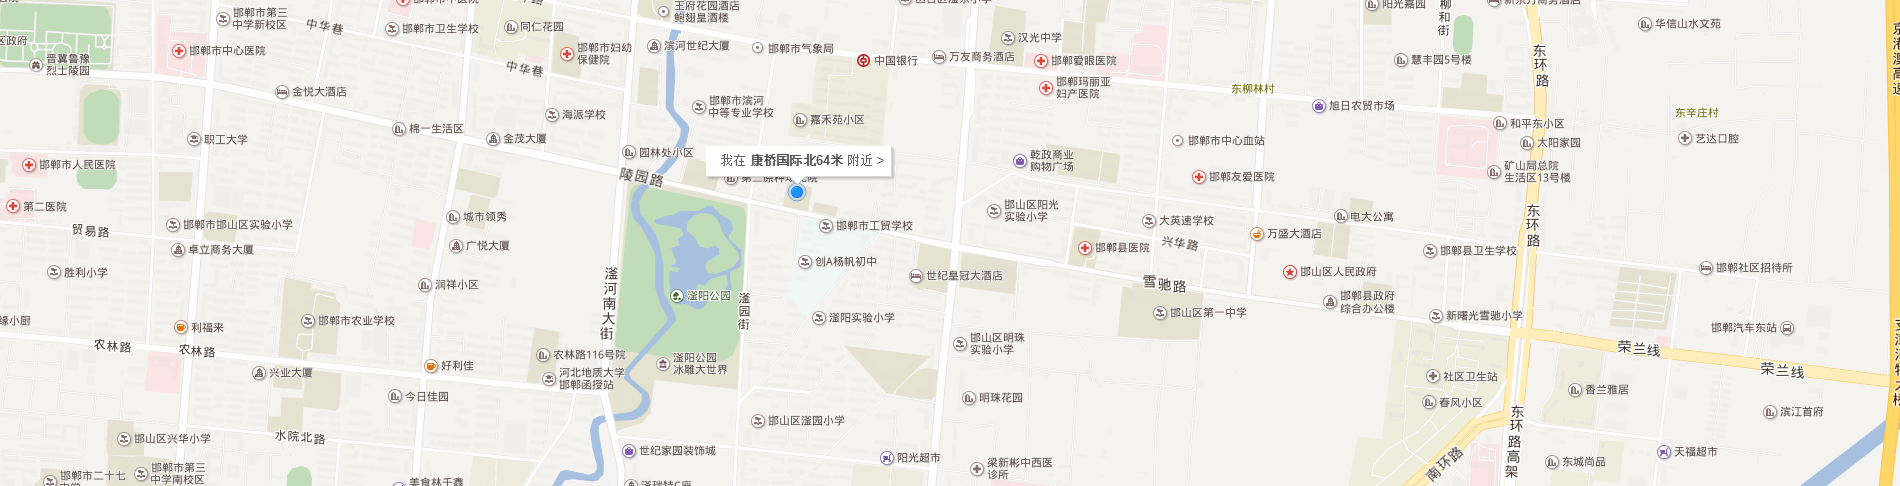 邯郸市第三
中学新校区
中华巷
邯郸市卫生学校
同仁花园
王府花园酒店
鲍翅皇酒楼
汉光中学
阳光嘉园
柳和街
华信山水文苑
晋冀鲁豫
烈士陵园
邯郸市中心医院
邯郸市妇幼
保健院
滨河世纪大厦
邯郸市气象局
中国银行
万友商务酒店
邯郸爱眼医院
慧丰园5号楼
东环路
京港澳高速
中华巷
金悦大酒店
邯郸市滨河
中等专业学校
邯郸玛丽亚
妇产医院
东柳林村
旭日农贸市场
东辛庄村
海派学校
嘉禾苑小区
和平东小区
职工大学
棉一生活区
金茂大厦
园林处小区
邯郸市中心血站
太阳家园
艺达口腔
邯郸市人民医院
我在 康桥国际北64米 附近 >
乾政商业
购物广场
陵园路
邯郸友爱医院
矿山局总院
生活区13号楼
第二医院
城市领秀
邯山区阳光
实验小学
大英速学校
电大公寓
东环路
贸易路
邯郸市邯山区实验小学
邯郸市工贸学校
万盛大酒店
卓立商务大厦
广悦大厦
邯郸县医院
兴华路
邯郸县卫生学校
胜利小学
润祥小区
滏河南大街
创A杨帆初中
世纪皇冠大酒店
邯山区人民政府
邯郸社区招待所
滏阳公园
滏园街
雪驰路
邯郸县政府
综合办公楼
利福来
邯郸市农业学校
滏阳实验小学
邯山区第一中学
新曙光雪驰小学
邯郸汽车东站
农林路
农林路
农林路116号院
滏阳公园
冰雕大世界
邯山区明珠
实验小学
荣兰线
荣兰线
兴业大厦
好利佳
河北地质大学
邯郸函授站
社区卫生站
香兰雅居
今日佳园
明珠花园
春风小区
滨江首府
邯山区兴华小学
水院北路
邯山区滏园小学
东环路高架
世纪家园装饰城
阳光超市
梁新彬中西医
诊所
南环路
东城尚品
天福超市
邯郸市二十七
邯郸市第三
中学南校区